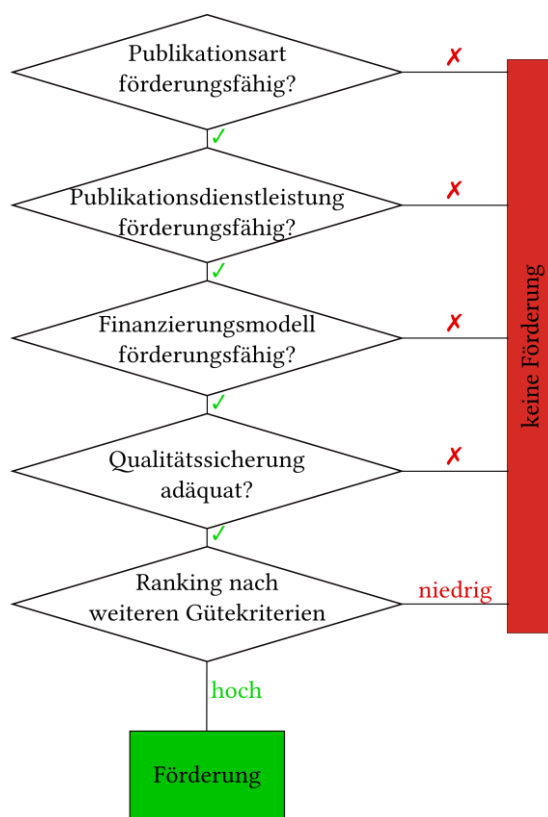 Publikationsart
förderungsfähig?
✗
✓
Publikationsdienstleistung
förderungsfähig?
✗
✓
Finanzierungsmodell
förderungsfähig?
✗
✓
Qualitätssicherung
adäquat?
✗
✓
Ranking nach
weiteren Gütekriterien
niedrig
hoch
Förderung
keine Förderung